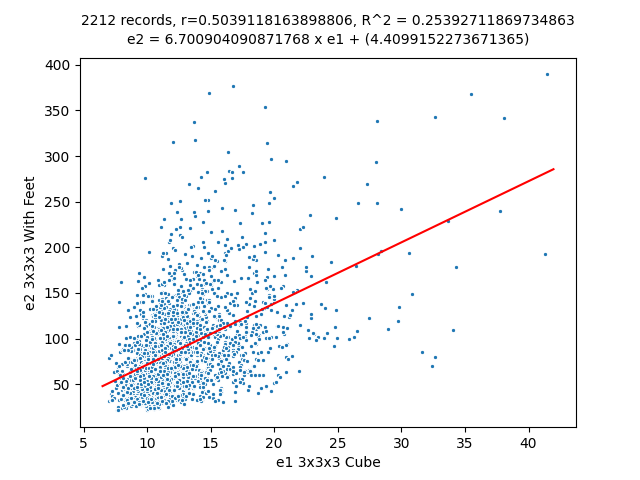 2212 records, r=0.5039118163898806, R^2 = 0.25392711869734863
e2 = 6.700904090871768 x e1 + (4.4099152273671365)
400
350
300
250
200
150
100
50
e2 3x3x3 With Feet
5 10 15 20 25 30 35 40
e1 3x3x3 Cube